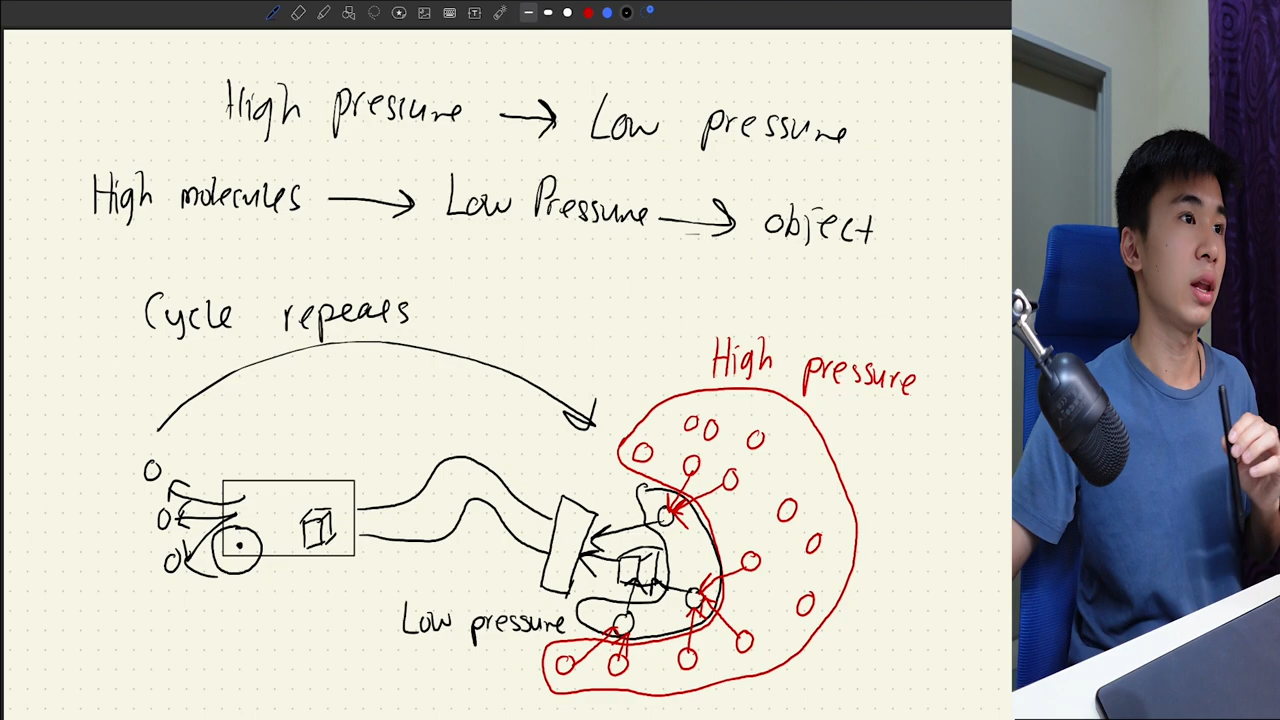 High pressure → Low pressure
High molecules → Low Pressure → object
Cycle repeats
High pressure
Low pressure